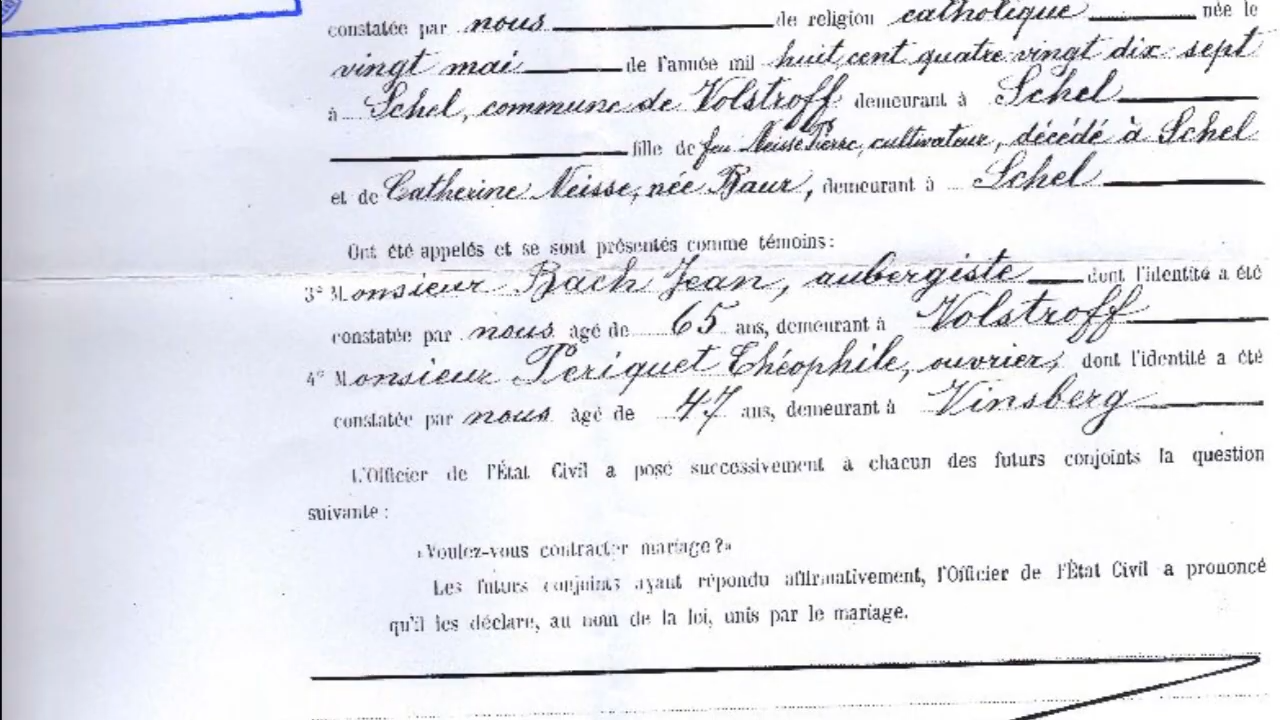 constatée par nous de religion catholique née le
vingt mai de l'année mil huit cent quatre vingt dix sept
à Schel, commune de Volstroff demeurant à Schel
fille de feu Neisse Pierre, cultivateur, décédé à Schel
et de Catherine Neisse, née Baur, demeurant à Schel
Ont été appelés et se sont présentés comme témoins:
3° Monsieur Bach Jean, aubergiste dont l'identité a été
constatée par nous âgé de 65 ans, demeurant à Volstroff
4° Monsieur Periquet Théophile, ouvrier, dont l'identité a été
constatée par nous âgé de 47 ans, demeurant à Vinsberg
L'Officier de l'État Civil a posé successivement à chacun des futurs conjoints la question
suivante:
«Voulez-vous contracter mariage?»
Les futurs conjoints ayant répondu affirmativement, l'Officier de l'État Civil a prononcé
qu'il les déclare, au nom de la loi, unis par le mariage.